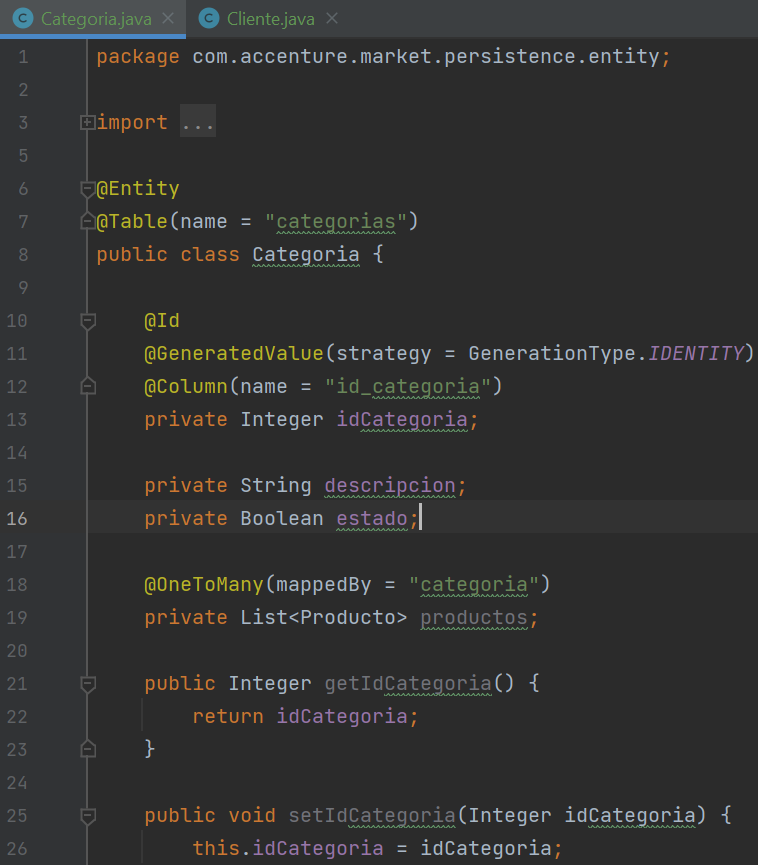 Categoria.java
Cliente.java
1 package com.accenture.market.persistence.entity;
2
3 import ...
5
6 @Entity
7 @Table(name = "categorias")
8 public class Categoria {
9
10 @Id
11 @GeneratedValue(strategy = GenerationType.IDENTITY)
12 @Column(name = "id_categoria")
13 private Integer idCategoria;
14
15 private String descripcion;
16 private Boolean estado;
17
18 @OneToMany(mappedBy = "categoria")
19 private List<Producto> productos;
20
21 public Integer getIdCategoria() {
22 return idCategoria;
23 }
24
25 public void setIdCategoria(Integer idCategoria) {
26 this.idCategoria = idCategoria;